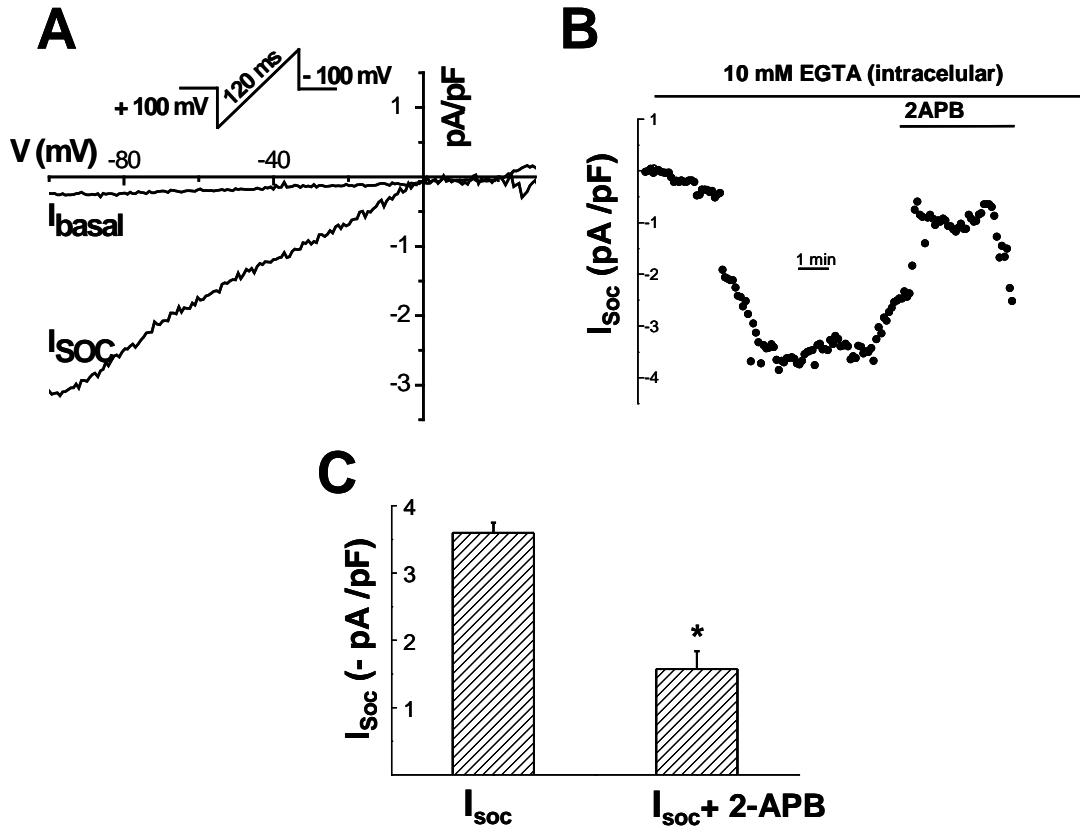 A
120 ms
- 100 mV
+ 100 mV
pA/pF
V (mV)
-80
-40
1
-1
-2
-3
Ibasal
ISOC
B
10 mM EGTA (intracelular)
2APB
ISoc (pA /pF)
1
0
-1
-2
-3
-4
1 min
C
ISoc (- pA /pF)
4
3
2
1
*
Isoc
Isoc+ 2-APB